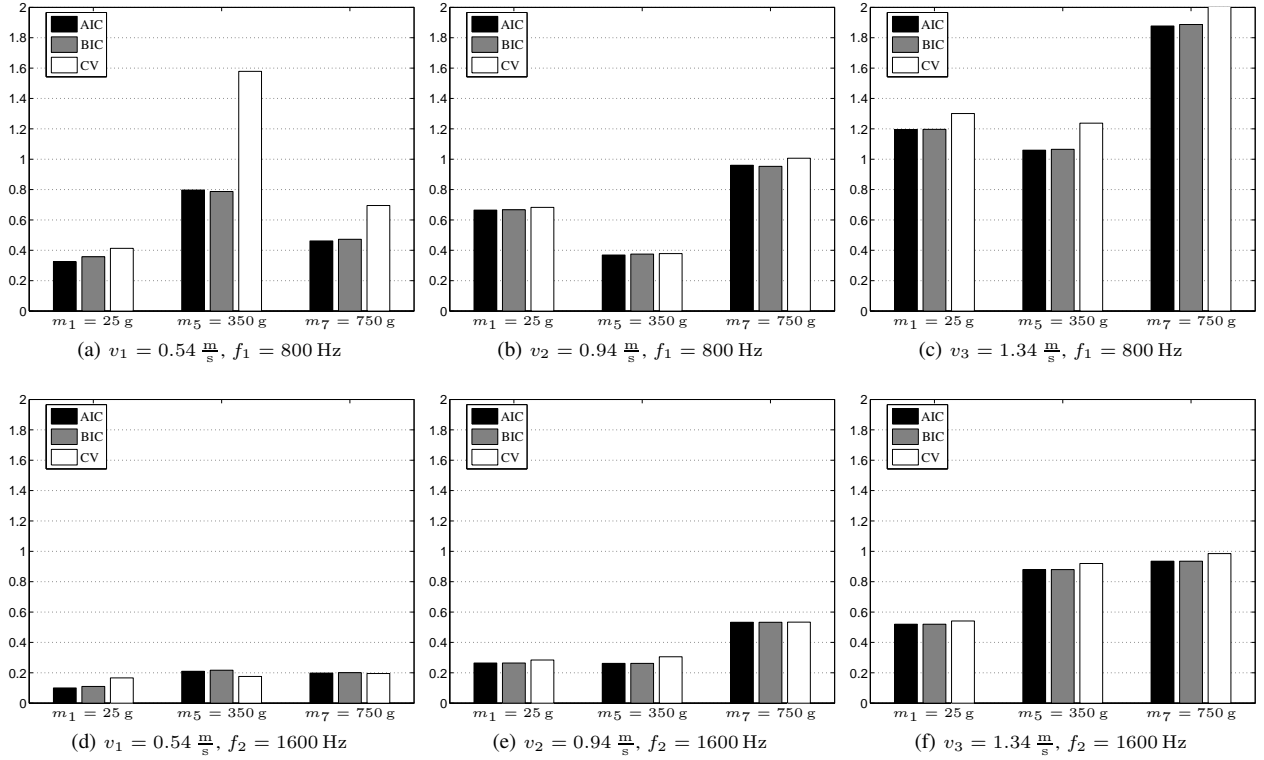 2
1.8
1.6
1.4
1.2
1
0.8
0.6
0.4
0.2
0
AIC
BIC
CV
m₁ = 25 g m₅ = 350 g m₇ = 750 g
(a) v₁ = 0.54 m/s, f₁ = 800 Hz
2
1.8
1.6
1.4
1.2
1
0.8
0.6
0.4
0.2
0
AIC
BIC
CV
m₁ = 25 g m₅ = 350 g m₇ = 750 g
(b) v₂ = 0.94 m/s, f₁ = 800 Hz
2
1.8
1.6
1.4
1.2
1
0.8
0.6
0.4
0.2
0
AIC
BIC
CV
m₁ = 25 g m₅ = 350 g m₇ = 750 g
(c) v₃ = 1.34 m/s, f₁ = 800 Hz
2
1.8
1.6
1.4
1.2
1
0.8
0.6
0.4
0.2
0
AIC
BIC
CV
m₁ = 25 g m₅ = 350 g m₇ = 750 g
(d) v₁ = 0.54 m/s, f₂ = 1600 Hz
2
1.8
1.6
1.4
1.2
1
0.8
0.6
0.4
0.2
0
AIC
BIC
CV
m₁ = 25 g m₅ = 350 g m₇ = 750 g
(e) v₂ = 0.94 m/s, f₂ = 1600 Hz
2
1.8
1.6
1.4
1.2
1
0.8
0.6
0.4
0.2
0
AIC
BIC
CV
m₁ = 25 g m₅ = 350 g m₇ = 750 g
(f) v₃ = 1.34 m/s, f₂ = 1600 Hz